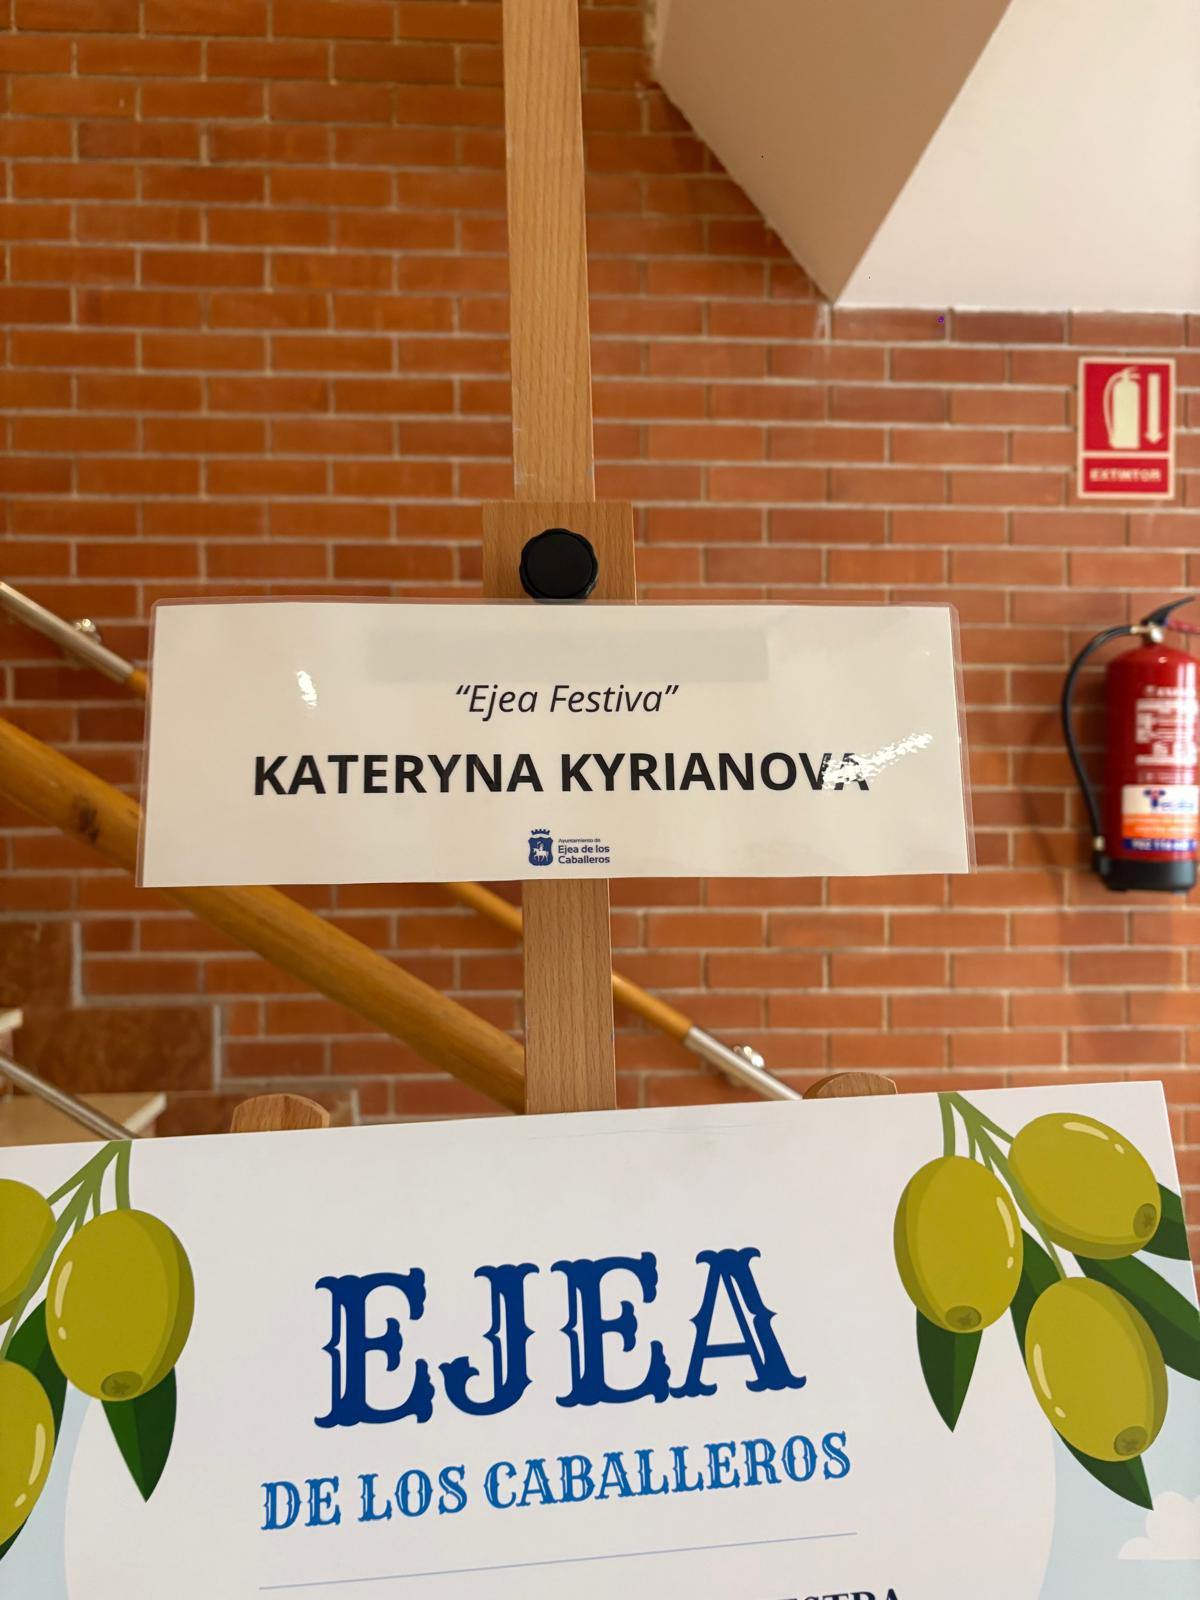 EXTINTOR
“Ejea Festiva”
KATERYNA KYRIANOVA
Ayuntamiento de
Ejea de los
Caballeros
EJEA
DE LOS CABALLEROS